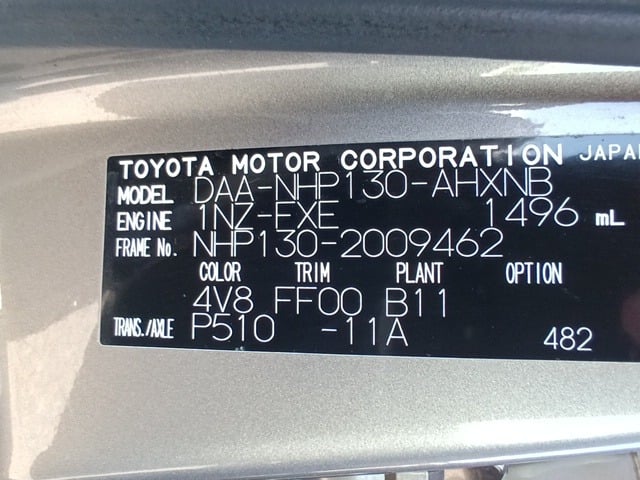 TOYOTA MOTOR CORPORATION JAPAN
MODEL DAA-NHP130-AHXNB
ENGINE 1NZ-EXE 1496 mL
FRAME No. NHP130-2009462
COLOR TRIM PLANT OPTION
4V8 FF00 B11
TRANS./AXLE P510 -11A 482